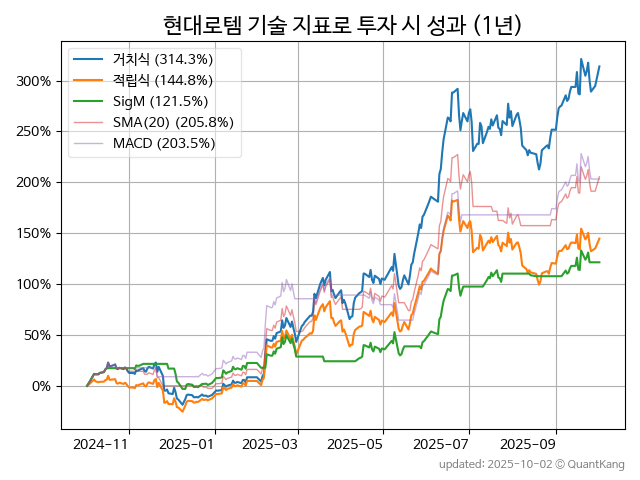 현대로템 기술 지표로 투자 시 성과 (1년)
거치식 (314.3%)
적립식 (144.8%)
SigM (121.5%)
SMA(20) (205.8%)
MACD (203.5%)
300%
250%
200%
150%
100%
50%
0%
2024-11 2025-01 2025-03 2025-05 2025-07 2025-09
updated: 2025-10-02 © QuantKang